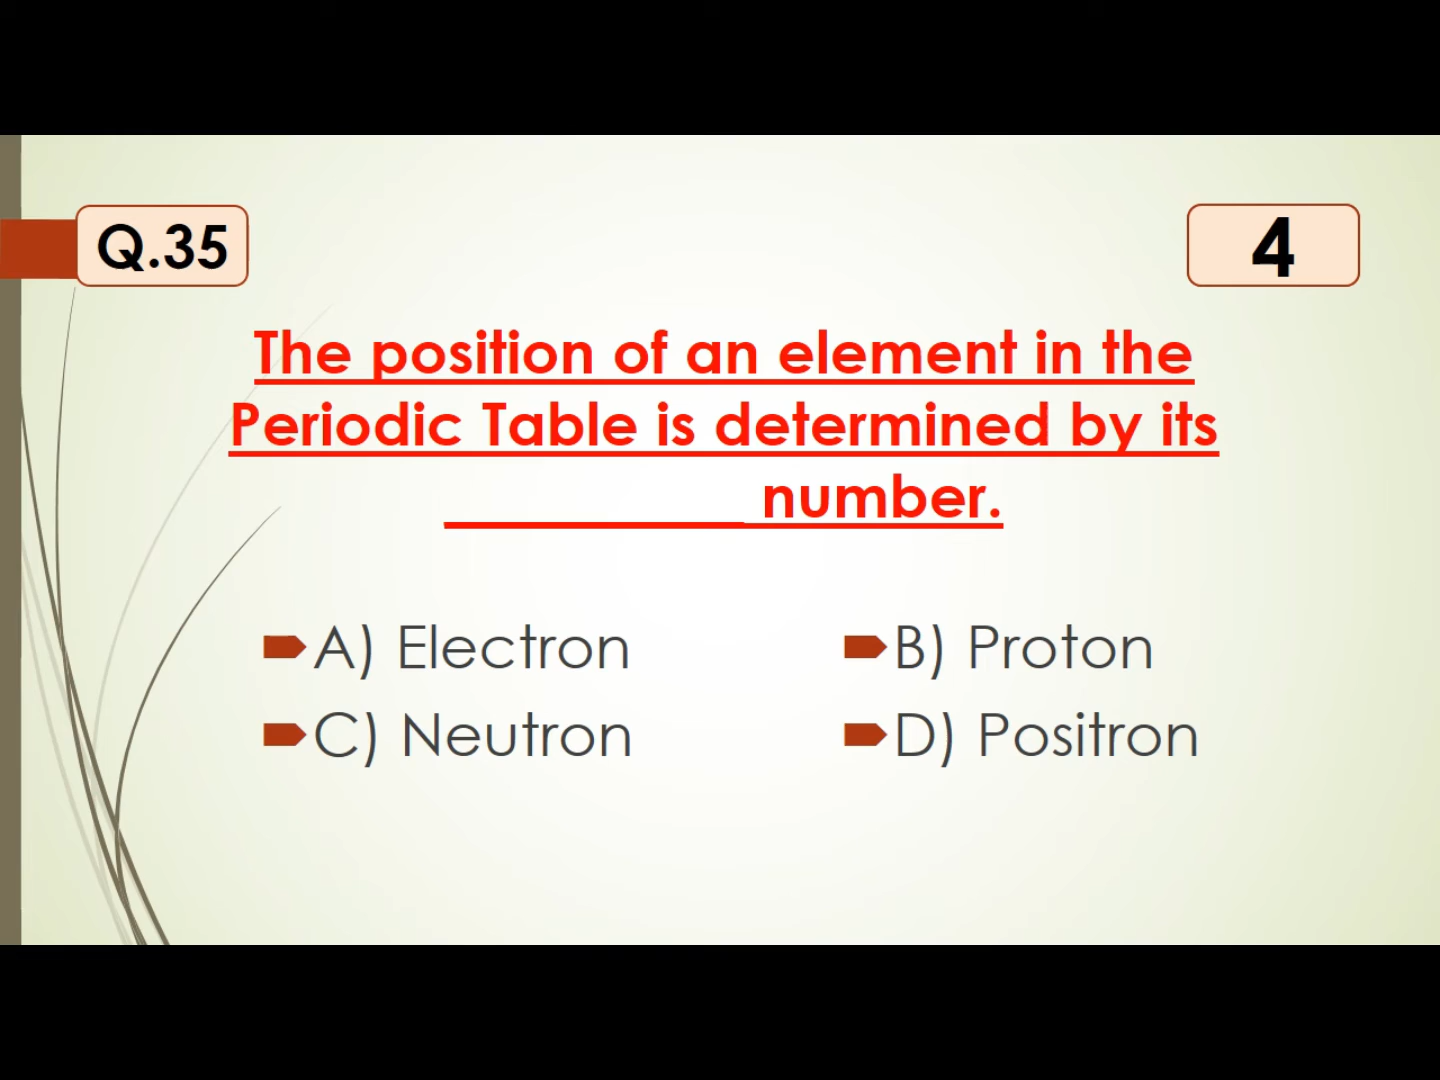 Q.35
4
The position of an element in the
Periodic Table is determined by its
__________ number.
A) Electron
B) Proton
C) Neutron
D) Positron